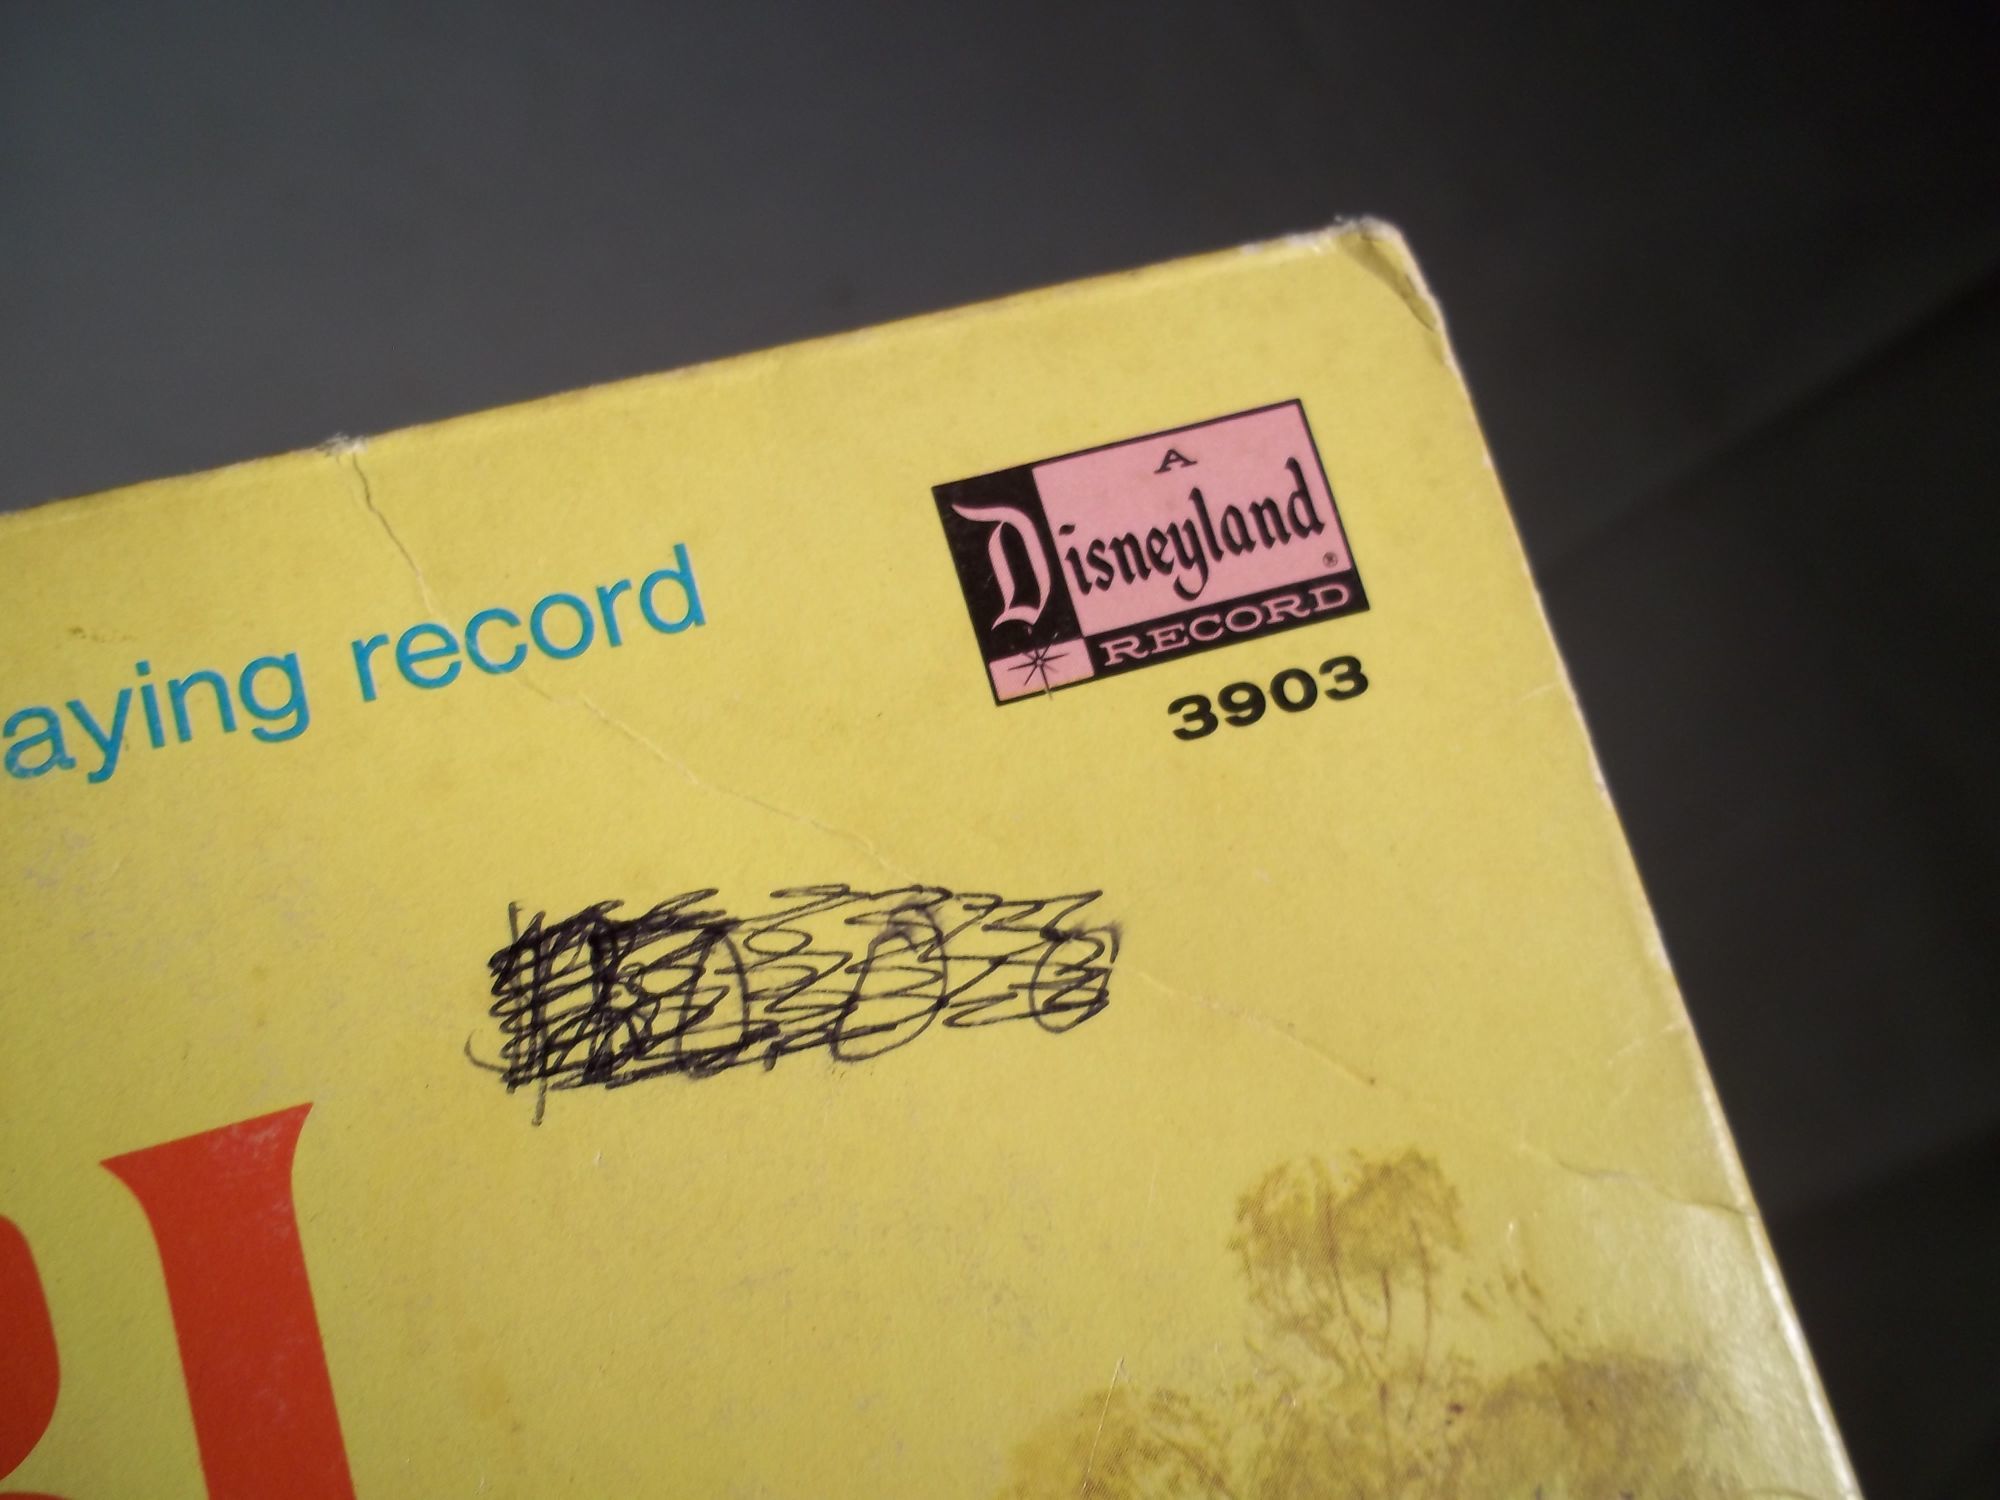 A
Disneyland®
RECORD
3903
aying record